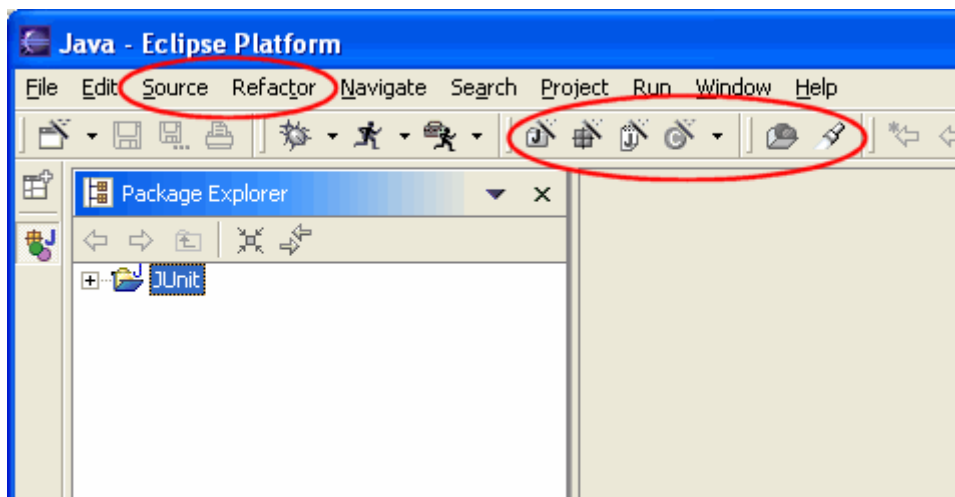 Java - Eclipse Platform
File Edit Source Refactor Navigate Search Project Run Window Help
Package Explorer
JUnit